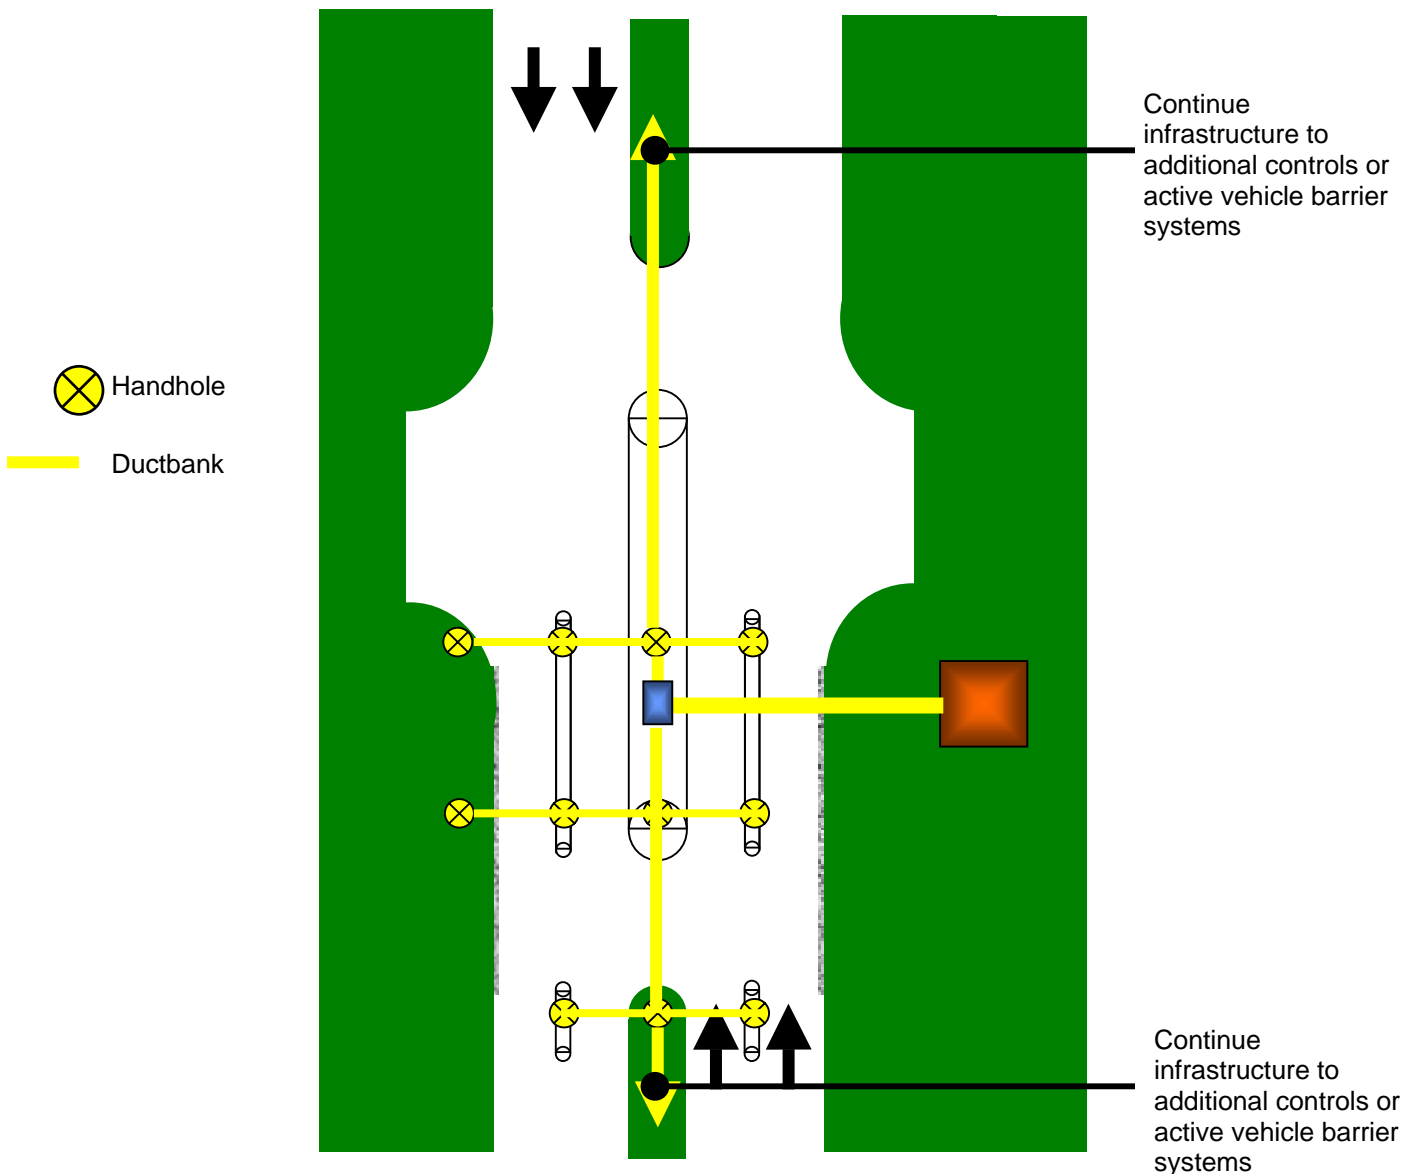 Continue
infrastructure to
additional controls or
active vehicle barrier
systems
Handhole
Ductbank
Continue
infrastructure to
additional controls or
active vehicle barrier
systems